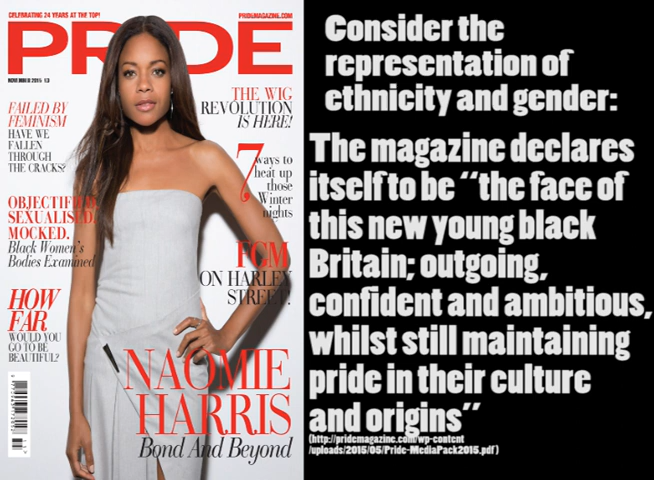 CELEBRATING 24 YEARS AT THE TOP!
PRIDEMAGAZINE.COM
PRIDE
NOVEMBER 2015
FAILED BY
FEMINISM
HAVE WE
FALLEN
THROUGH
THE CRACKS?
OBJECTIFIED.
SEXUALISED.
MOCKED.
Black Women's
Bodies Examined
HOW
FAR
WOULD YOU
GO TO BE
BEAUTIFUL?
THE WIG
REVOLUTION
IS HERE!
7 ways to
heat up
those
Winter
nights
FGM
ON HARLEY
STREET!
NAOMIE
HARRIS
Bond And Beyond
Consider the
representation of
ethnicity and gender:
The magazine declares
itself to be “the face of
this new young black
Britain; outgoing,
confident and ambitious,
whilst still maintaining
pride in their culture
and origins”
(http://pridemagazine.com/wp-content
/uploads/2015/05/Pride-MediaPack2015.pdf)